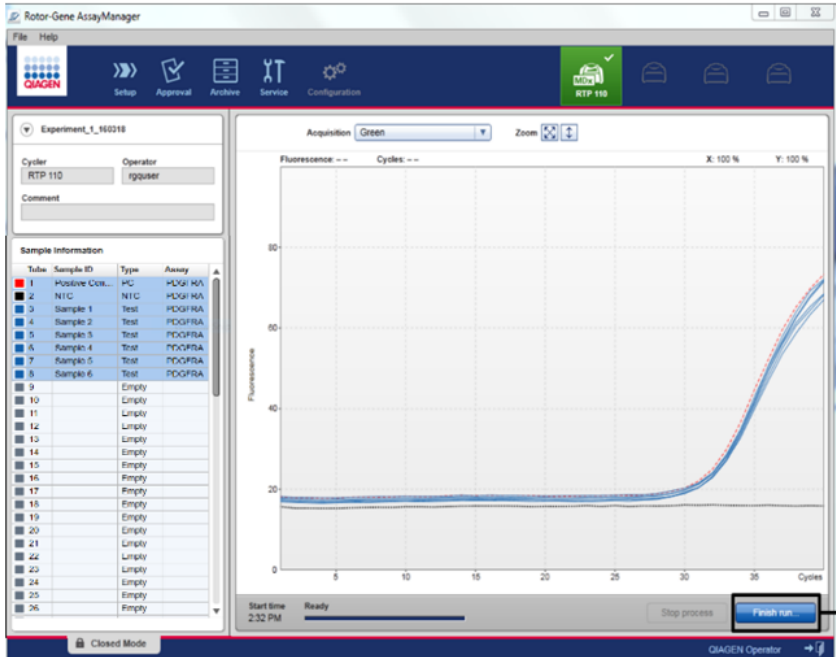 Rotor-Gene AssayManager
File Help
QIAGEN
Setup Approval Archive Service Configuration
MDx
RTP 110
Experiment_1_160318
Cycler Operator
RTP 110 rgquser
Comment
Sample Information
Tube Sample ID Type Assay
1 Positive Con... PC PDGFRA
2 NTC NTC PDGFRA
3 Sample 1 Test PDGFRA
4 Sample 2 Test PDGFRA
5 Sample 3 Test PDGFRA
6 Sample 4 Test PDGFRA
7 Sample 5 Test PDGFRA
8 Sample 6 Test PDGFRA
9 Empty
10 Empty
11 Empty
12 Empty
13 Empty
14 Empty
15 Empty
16 Empty
17 Empty
18 Empty
19 Empty
20 Empty
21 Empty
22 Empty
23 Empty
24 Empty
25 Empty
26 Empty
Acquisition Green Zoom
Fluorescence: – – Cycles: – – X: 100 % Y: 100 %
80
60
Fluorescence
40
20
0
5 10 15 20 25 30 35 Cycles
Start time Ready
2:32 PM
Stop process Finish run...
Closed Mode
QIAGEN Operator